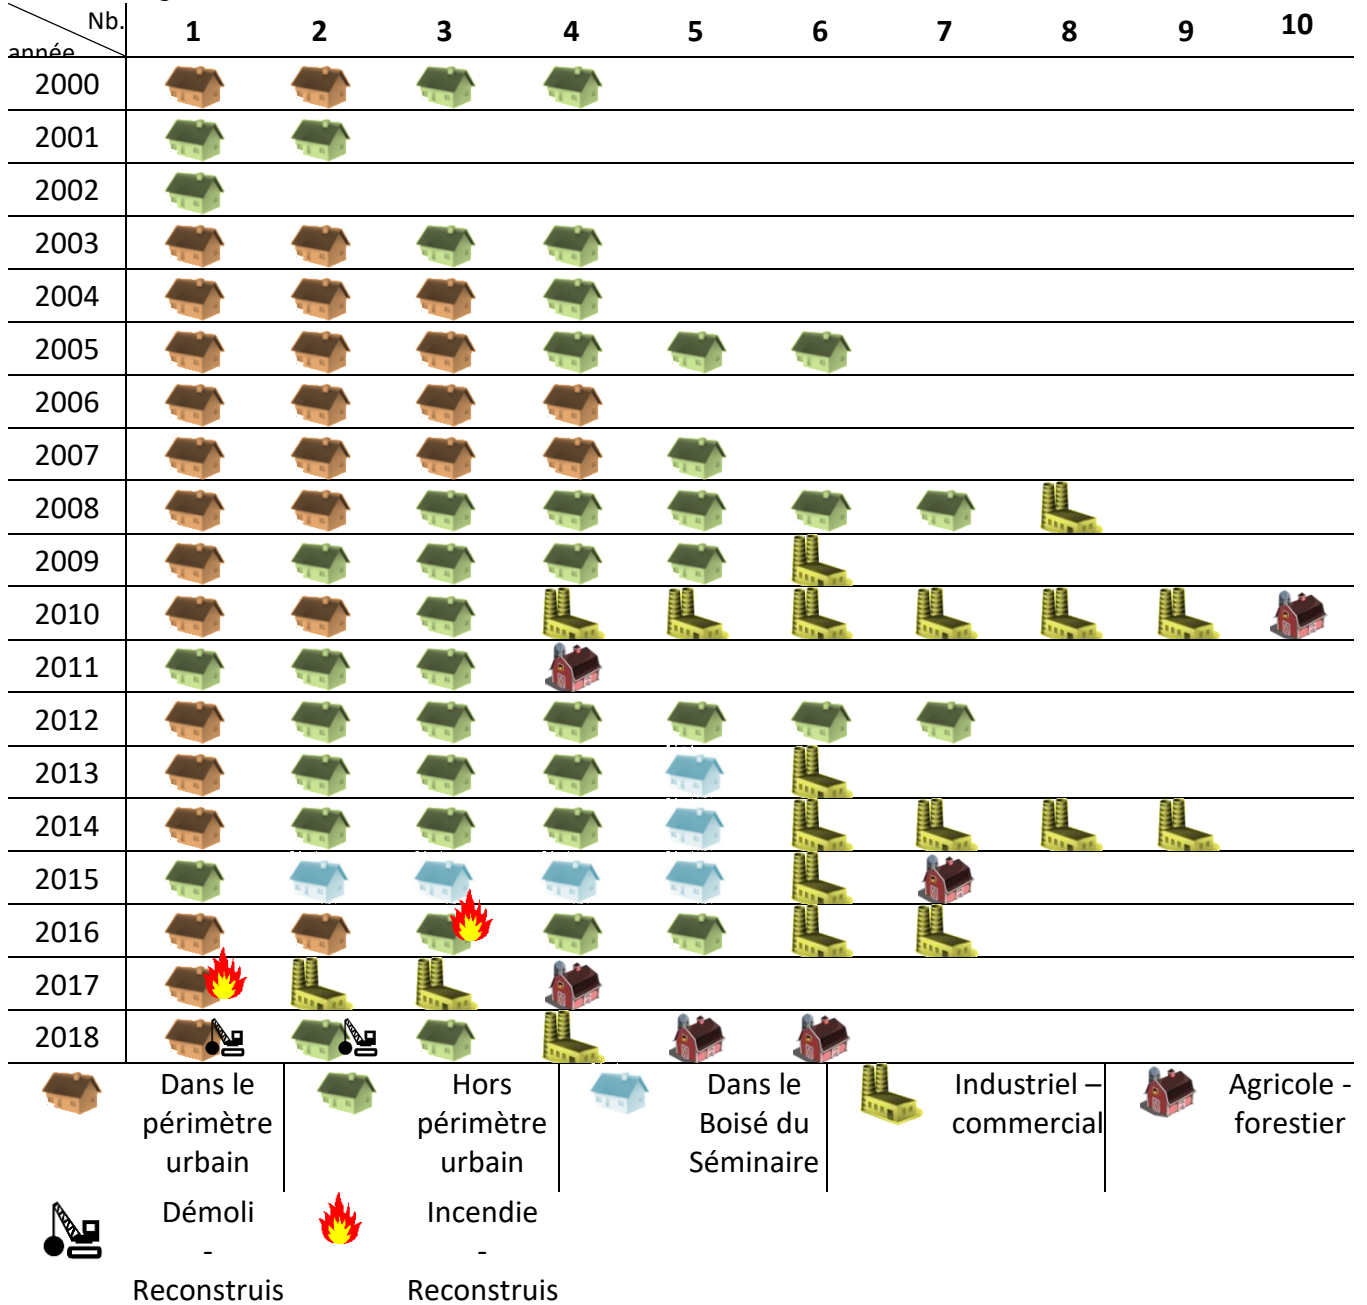 Nb.
année
1 2 3 4 5 6 7 8 9 10
2000
2001
2002
2003
2004
2005
2006
2007
2008
2009
2010
2011
2012
2013
2014
2015
2016
2017
2018
Dans le périmètre urbain
Hors périmètre urbain
Dans le Boisé du Séminaire
Industriel – commercial
Agricole - forestier
Démoli - Reconstruis
Incendie - Reconstruis